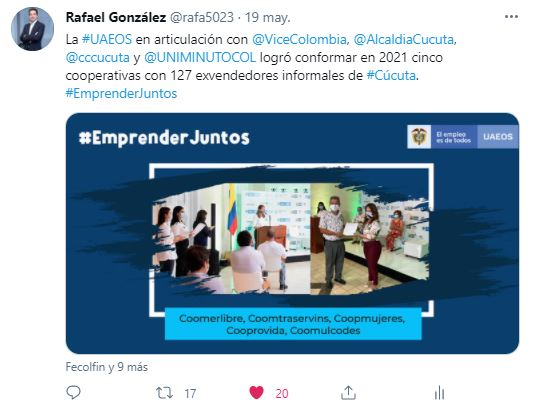 Rafael González @rafa5023 · 19 may.
La #UAEOS en articulación con @ViceColombia, @AlcaldiaCucuta,
@cccucuta y @UNIMINUTOCOL logró conformar en 2021 cinco
cooperativas con 127 exvendedores informales de #Cúcuta.
#EmprenderJuntos
#EmprenderJuntos
El empleo
es de todos
UAEOS
Coomerlibre, Coomtraservins, Coopmujeres,
Cooprovida, Coomulcodes
Fecolfin y 9 más
17
20